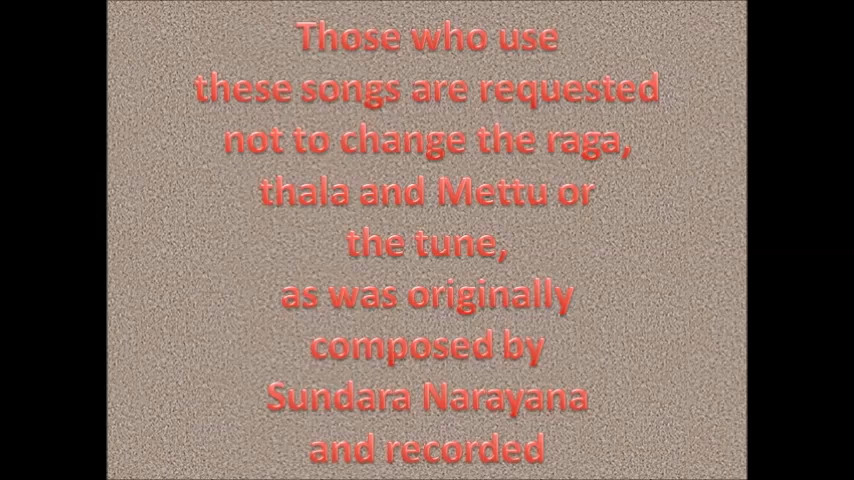 Those who use
these songs are requested
not to change the raga,
thala and Mettu or
the tune,
as was originally
composed by
Sundara Narayana
and recorded